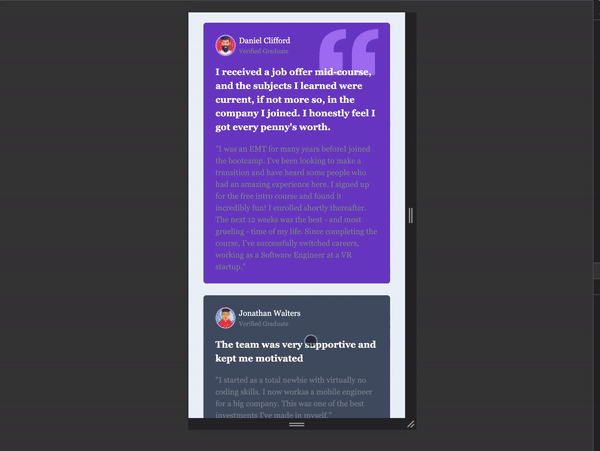 Daniel Clifford
Verified Graduate
I received a job offer mid-course,
and the subjects I learned were
current, if not more so, in the
company I joined. I honestly feel I
got every penny's worth.
"I was an EMT for many years beforeI joined
the bootcamp. I've been looking to make a
transition and have heard some people who
had an amazing experience here. I signed up
for the free intro course and found it
incredibly fun! I enrolled shortly thereafter.
The next 12 weeks was the best - and most
grueling - time of my life. Since completing the
course, I've successfully switched careers,
working as a Software Engineer at a VR
startup."
Jonathan Walters
Verified Graduate
The team was very supportive and
kept me motivated
"I started as a total newbie with virtually no
coding skills. I now workas a mobile engineer
for a big company. This was one of the best
investments I've made in myself."